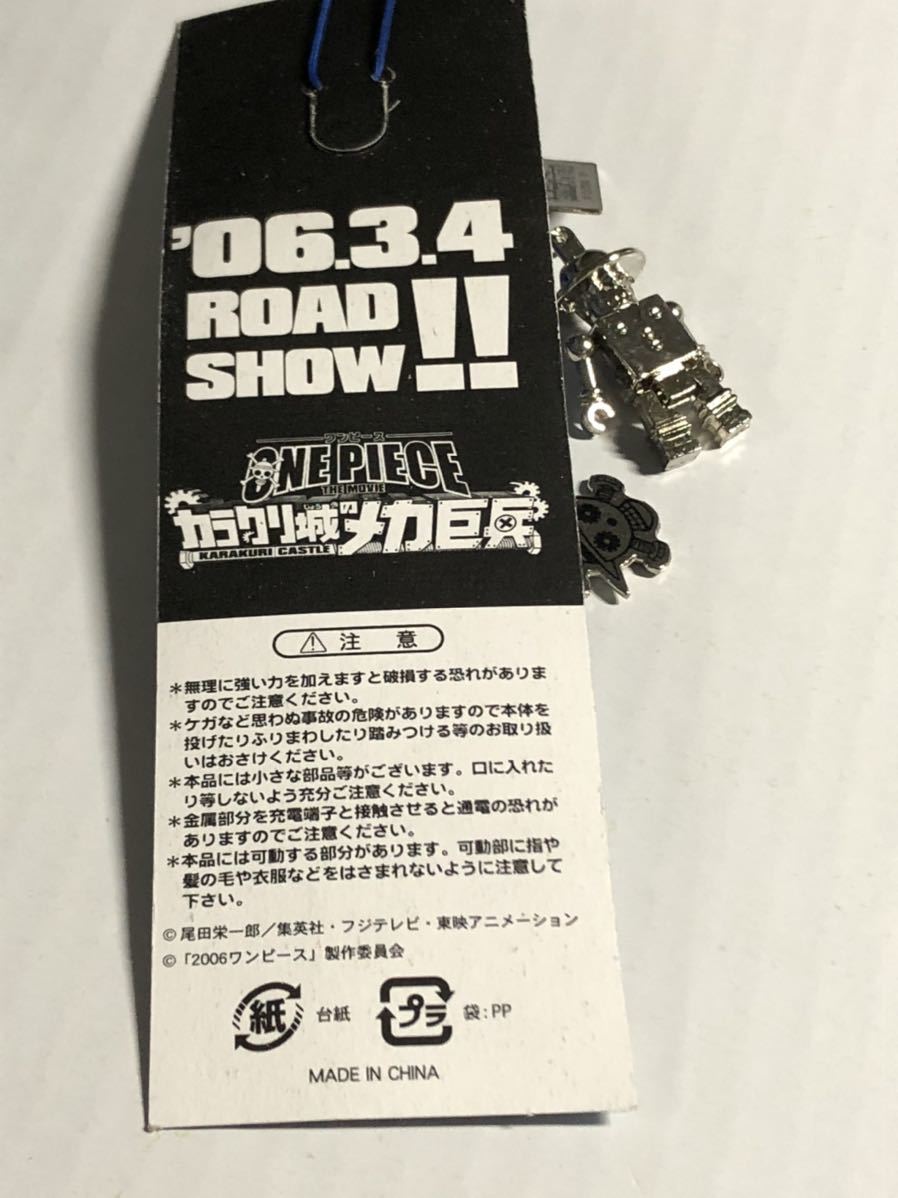 '06.3.4
ROAD
SHOW!!
ワンピース
ONE PIECE
THE MOVIE
カラクリ城のメカ巨兵
KARAKURI CASTLE
注 意
*無理に強い力を加えますと破損する恐れがありま
すのでご注意ください。
*ケガなど思わぬ事故の危険がありますので本体を
投げたりふりまわしたり踏みつける等のお取り扱
いはおさけください。
*本品には小さな部品等がございます。口に入れた
り等しないよう充分ご注意ください。
*金属部分を充電端子と接触させると通電の恐れが
ありますのでご注意ください。
*本品には可動する部分があります。可動部に指や
髪の毛や衣服などをはさまれないように注意して
下さい。
© 尾田栄一郎/集英社・フジテレビ・東映アニメーション
© 「2006ワンピース」製作委員会
紙 台紙 プラ 袋:PP
MADE IN CHINA